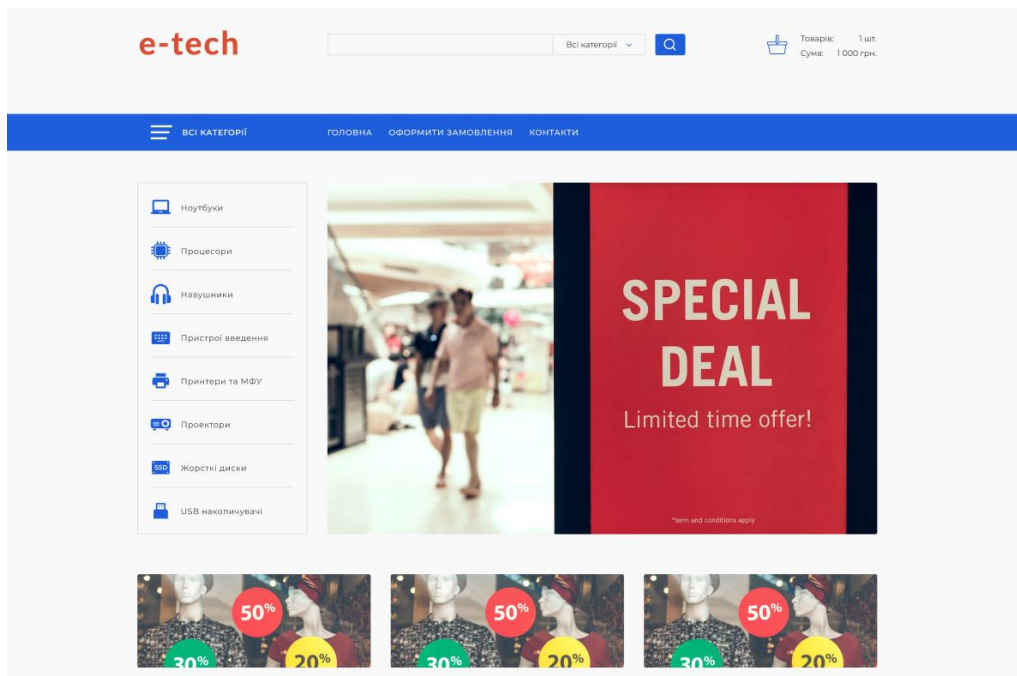 e-tech
Всі категорії
Товарів: 1 шт.
Сума: 1 000 грн.
ВСІ КАТЕГОРІЇ
ГОЛОВНА ОФОРМИТИ ЗАМОВЛЕННЯ КОНТАКТИ
Ноутбуки
Процесори
Навушники
Пристрої введення
Принтери та МФУ
Проектори
SSD Жорсткі диски
USB накопичувачі
SPECIAL
DEAL
Limited time offer!
*term and conditions apply
50%
30%
20%
50%
30%
20%
50%
30%
20%